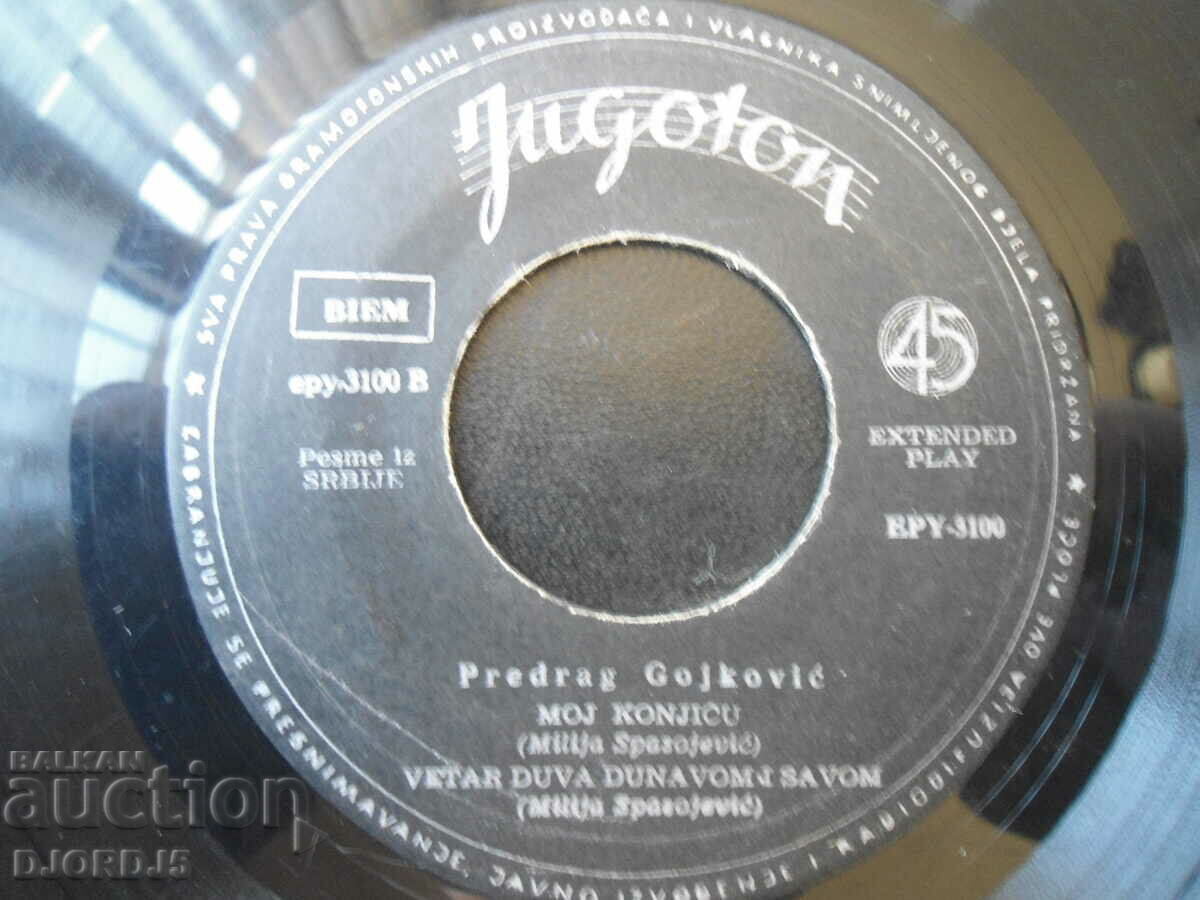 SVA PRAVA GRAMOFONSKIH PROIZVOĐAČA I VLASNIKA SNIMLJENOG DJELA PRIDRŽANA ★
ZABRANJUJE SE PRESNIMAVANJE, JAVNO IZVOĐENJE I RADIODIFUZIJA OVE PLOČE ★
Jugoton
BIEM
epy-3100 B
Pesme iz
SRBIJE
45
EXTENDED
PLAY
EPY-3100
Predrag Gojković
MOJ KONJIĆU
(Milija Spasojević)
VETAR DUVA DUNAVOM I SAVOM
(Milija Spasojević)
BALKAN
auction
DJORDJ5